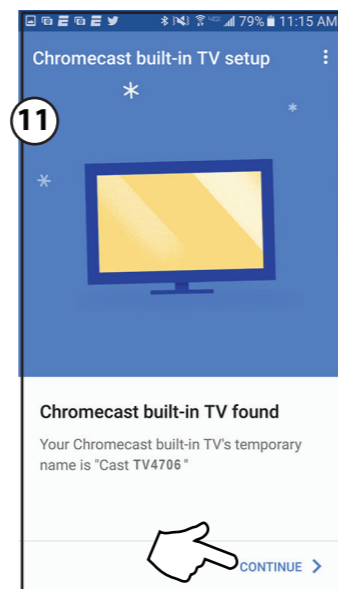 79% 11:15 AM
Chromecast built-in TV setup
11
Chromecast built-in TV found
Your Chromecast built-in TV's temporary
name is "Cast TV4706 "
CONTINUE